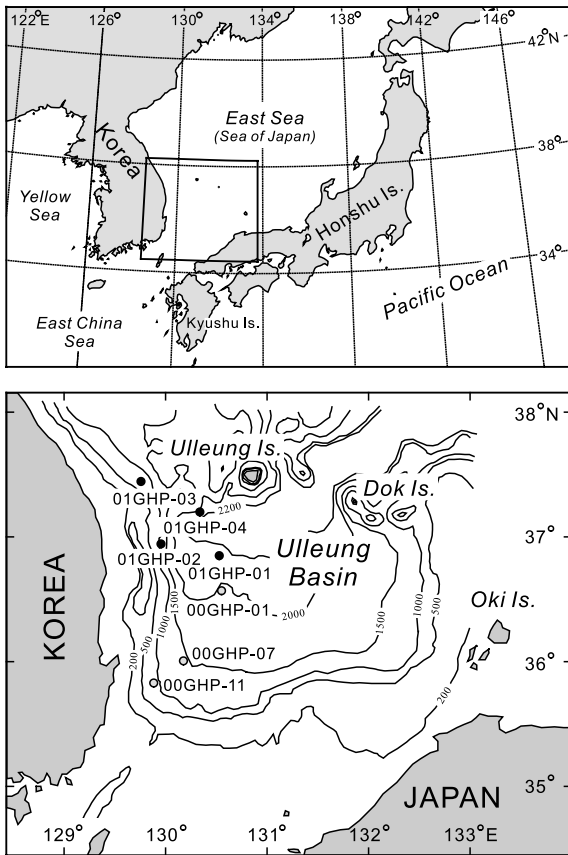 122°E
126°
130°
134°
138°
142°
146°
42°N
East Sea
(Sea of Japan)
Korea
38°
Yellow
Sea
Honshu Is.
34°
Pacific Ocean
Kyushu Is.
East China
Sea
38°N
Ulleung Is.
01GHP-03
2200
Dok Is.
01GHP-04
37°
01GHP-02
Ulleung
Basin
01GHP-01
00GHP-01
2000
KOREA
1500
1000
500
200
1500
1000
500
Oki Is.
00GHP-07
36°
00GHP-11
200
35°
JAPAN
129°
130°
131°
132°
133°E